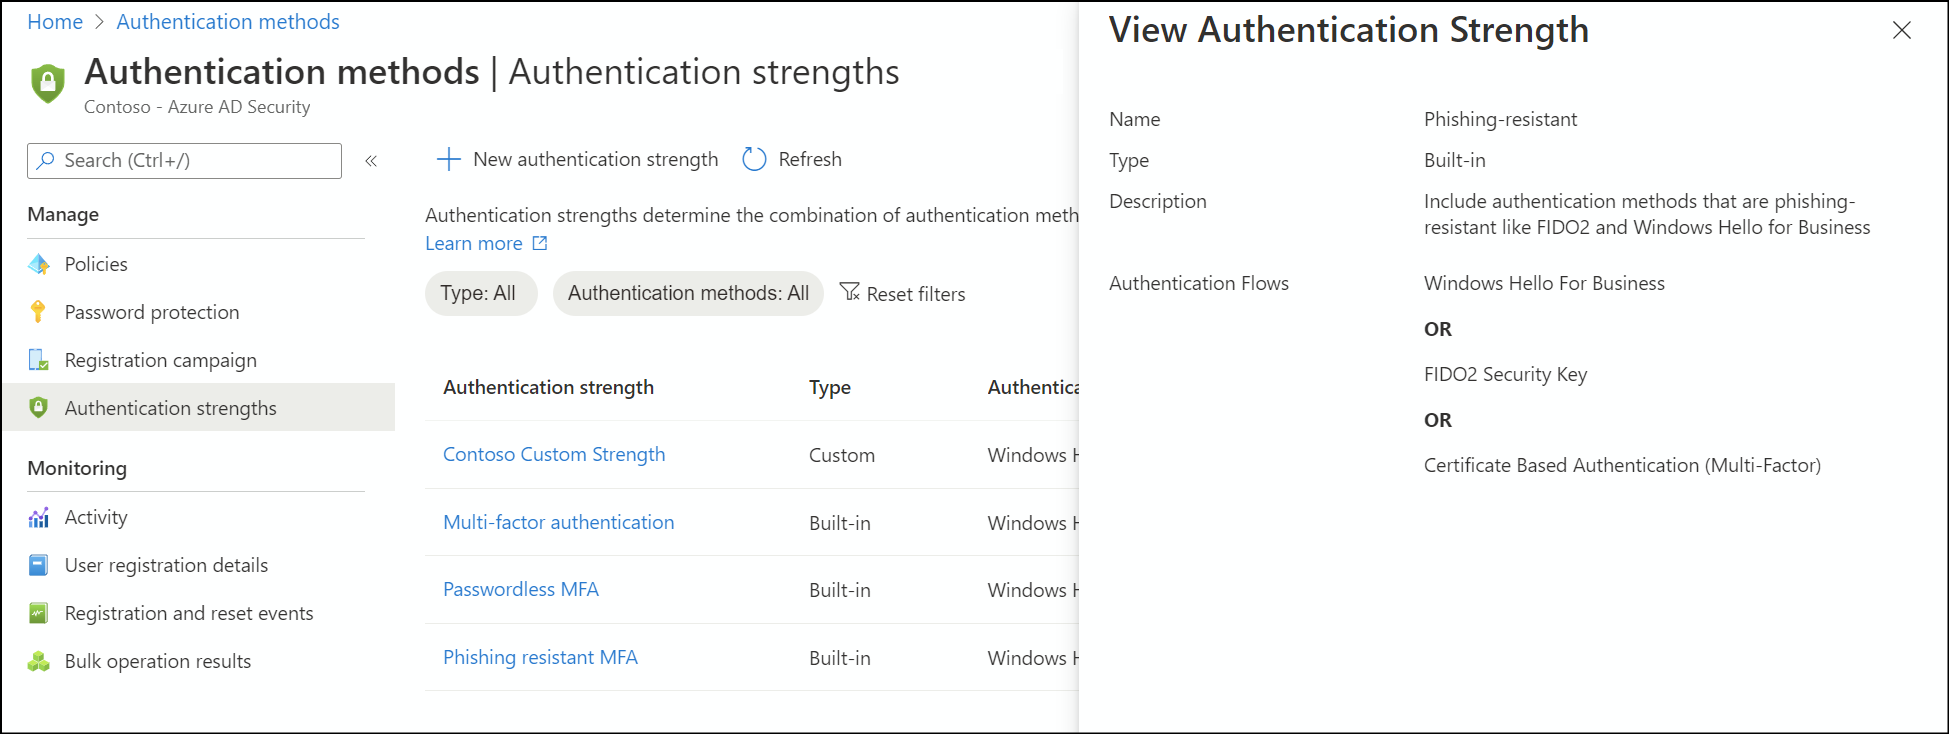 Home > Authentication methods
Authentication methods | Authentication strengths
Contoso - Azure AD Security
Search (Ctrl+/)
«
Manage
Policies
Password protection
Registration campaign
Authentication strengths
Monitoring
Activity
User registration details
Registration and reset events
Bulk operation results
New authentication strength
Refresh
Authentication strengths determine the combination of authentication meth
Learn more
Type: All
Authentication methods: All
Reset filters
Authentication strength Type Authentica
Contoso Custom Strength Custom Windows H
Multi-factor authentication Built-in Windows H
Passwordless MFA Built-in Windows H
Phishing resistant MFA Built-in Windows H
View Authentication Strength
Name Phishing-resistant
Type Built-in
Description Include authentication methods that are phishing-
resistant like FIDO2 and Windows Hello for Business
Authentication Flows Windows Hello For Business
OR
FIDO2 Security Key
OR
Certificate Based Authentication (Multi-Factor)